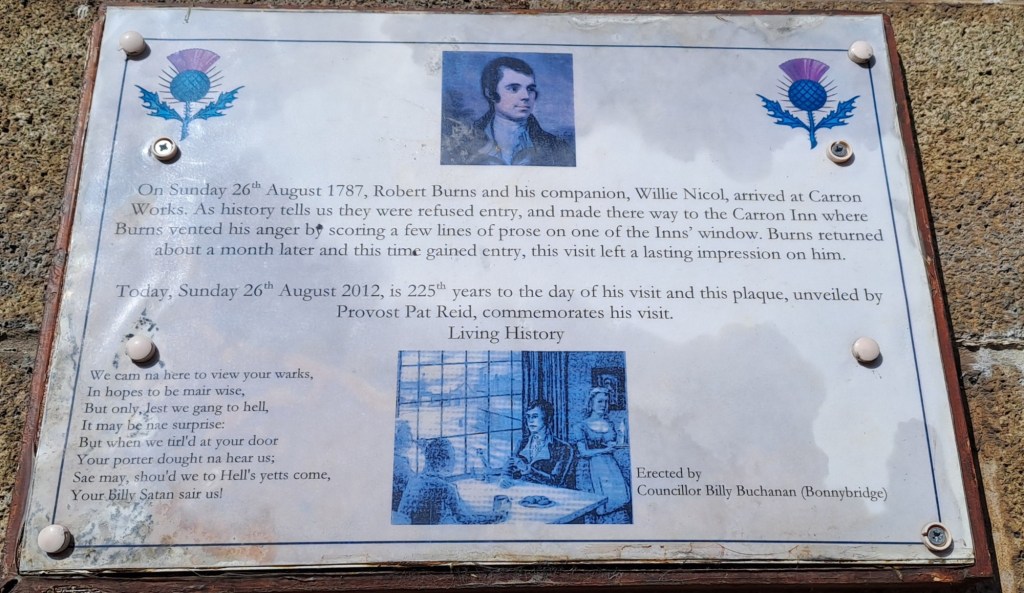 On Sunday 26th August 1787, Robert Burns and his companion, Willie Nicol, arrived at Carron
Works. As history tells us they were refused entry, and made there way to the Carron Inn where
Burns vented his anger by scoring a few lines of prose on one of the Inns' window. Burns returned
about a month later and this time gained entry, this visit left a lasting impression on him.
Today, Sunday 26th August 2012, is 225th years to the day of his visit and this plaque, unveiled by
Provost Pat Reid, commemorates his visit.
Living History
We cam na here to view your warks,
In hopes to be mair wise,
But only, lest we gang to hell,
It may be nae surprise:
But when we tirl'd at your door
Your porter dought na hear us;
Sae may, shou'd we to Hell's yetts come,
Your Billy Satan sair us!
Erected by
Councillor Billy Buchanan (Bonnybridge)